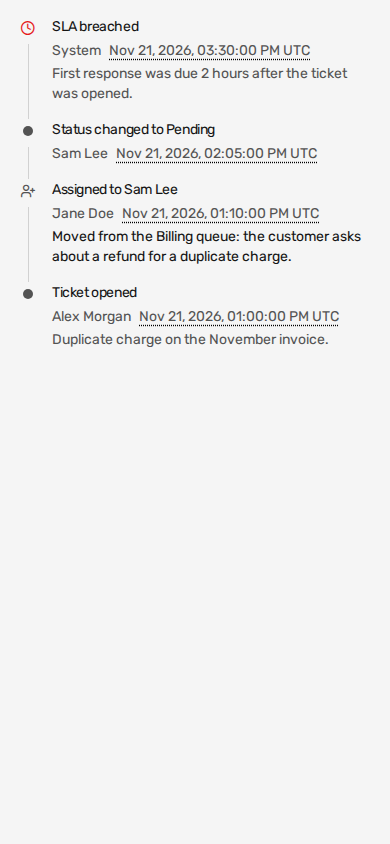 SLA breached
System Nov 21, 2026, 03:30:00 PM UTC
First response was due 2 hours after the ticket
was opened.
Status changed to Pending
Sam Lee Nov 21, 2026, 02:05:00 PM UTC
Assigned to Sam Lee
Jane Doe Nov 21, 2026, 01:10:00 PM UTC
Moved from the Billing queue: the customer asks
about a refund for a duplicate charge.
Ticket opened
Alex Morgan Nov 21, 2026, 01:00:00 PM UTC
Duplicate charge on the November invoice.